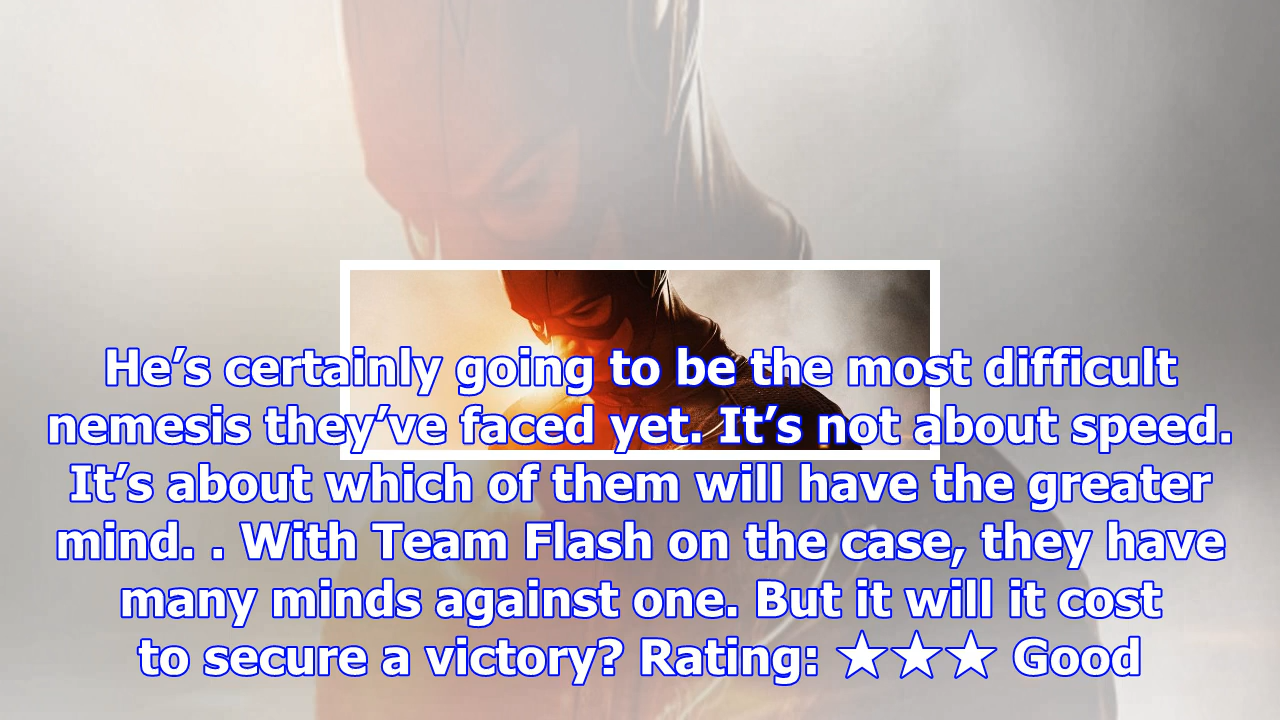 He’s certainly going to be the most difficult
nemesis they’ve faced yet. It’s not about speed.
It’s about which of them will have the greater
mind. . With Team Flash on the case, they have
many minds against one. But it will it cost
to secure a victory? Rating: ★★★ Good